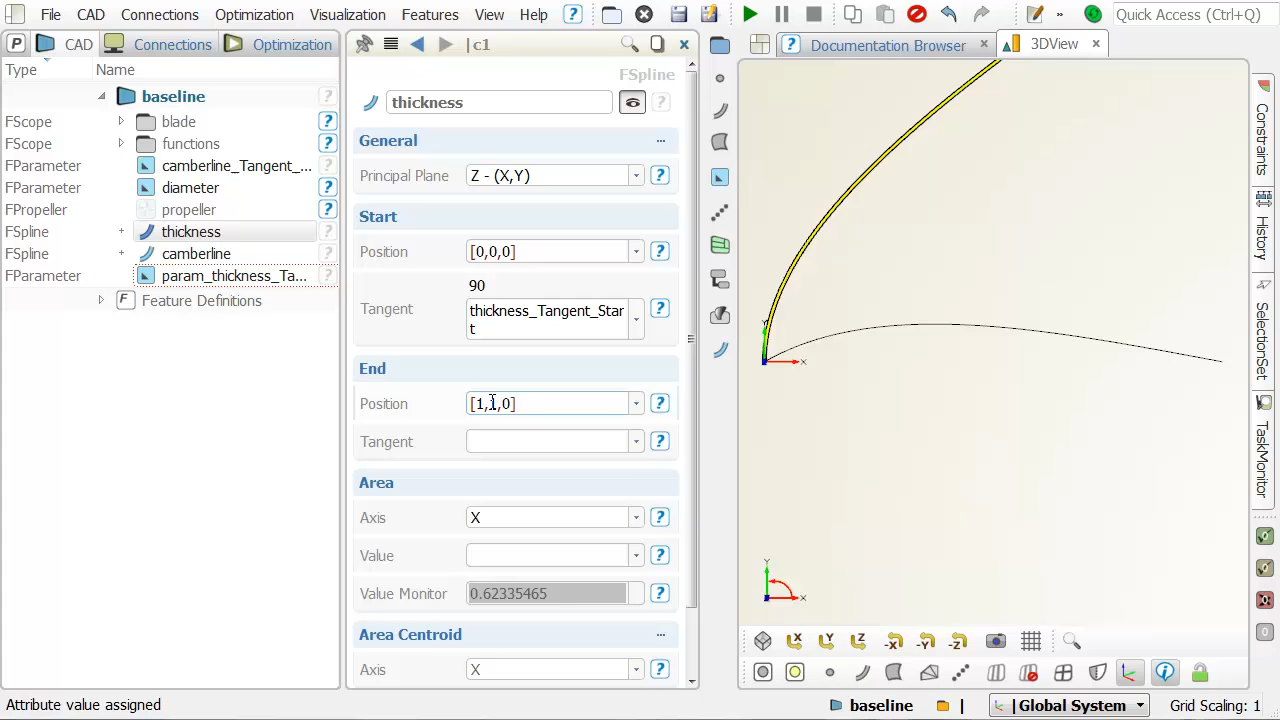 File CAD Connections Optimization Visualization Features View Help ? » Quick Access (Ctrl+Q)
P CAD Connections Optimization
|c1
? Documentation Browser 3DView
Type Name
FSpline
baseline ?
thickness ?
FScope blade ?
FScope functions ?
FParameter camberline_Tangent_... ?
FParameter diameter ?
FPropeller propeller ?
FSpline thickness ?
FSpline camberline ?
FParameter param_thickness_Ta... ?
F Feature Definitions
General ...
Principal Plane Z - (X,Y) ?
Start
Position [0,0,0] ?
90
Tangent thickness_Tangent_Star
t ?
End
Position ,0] ?
Tangent ?
Area
Axis X ?
Value ?
Value Monitor 0.62335465 ?
Area Centroid ...
Axis X ?
Y
X
Y
X
X Y Z -X -Y -Z
Constraints
History
SelectionSet
TaskMonitor
0
Attribute value assigned
baseline | |Global System Grid Scaling: 1